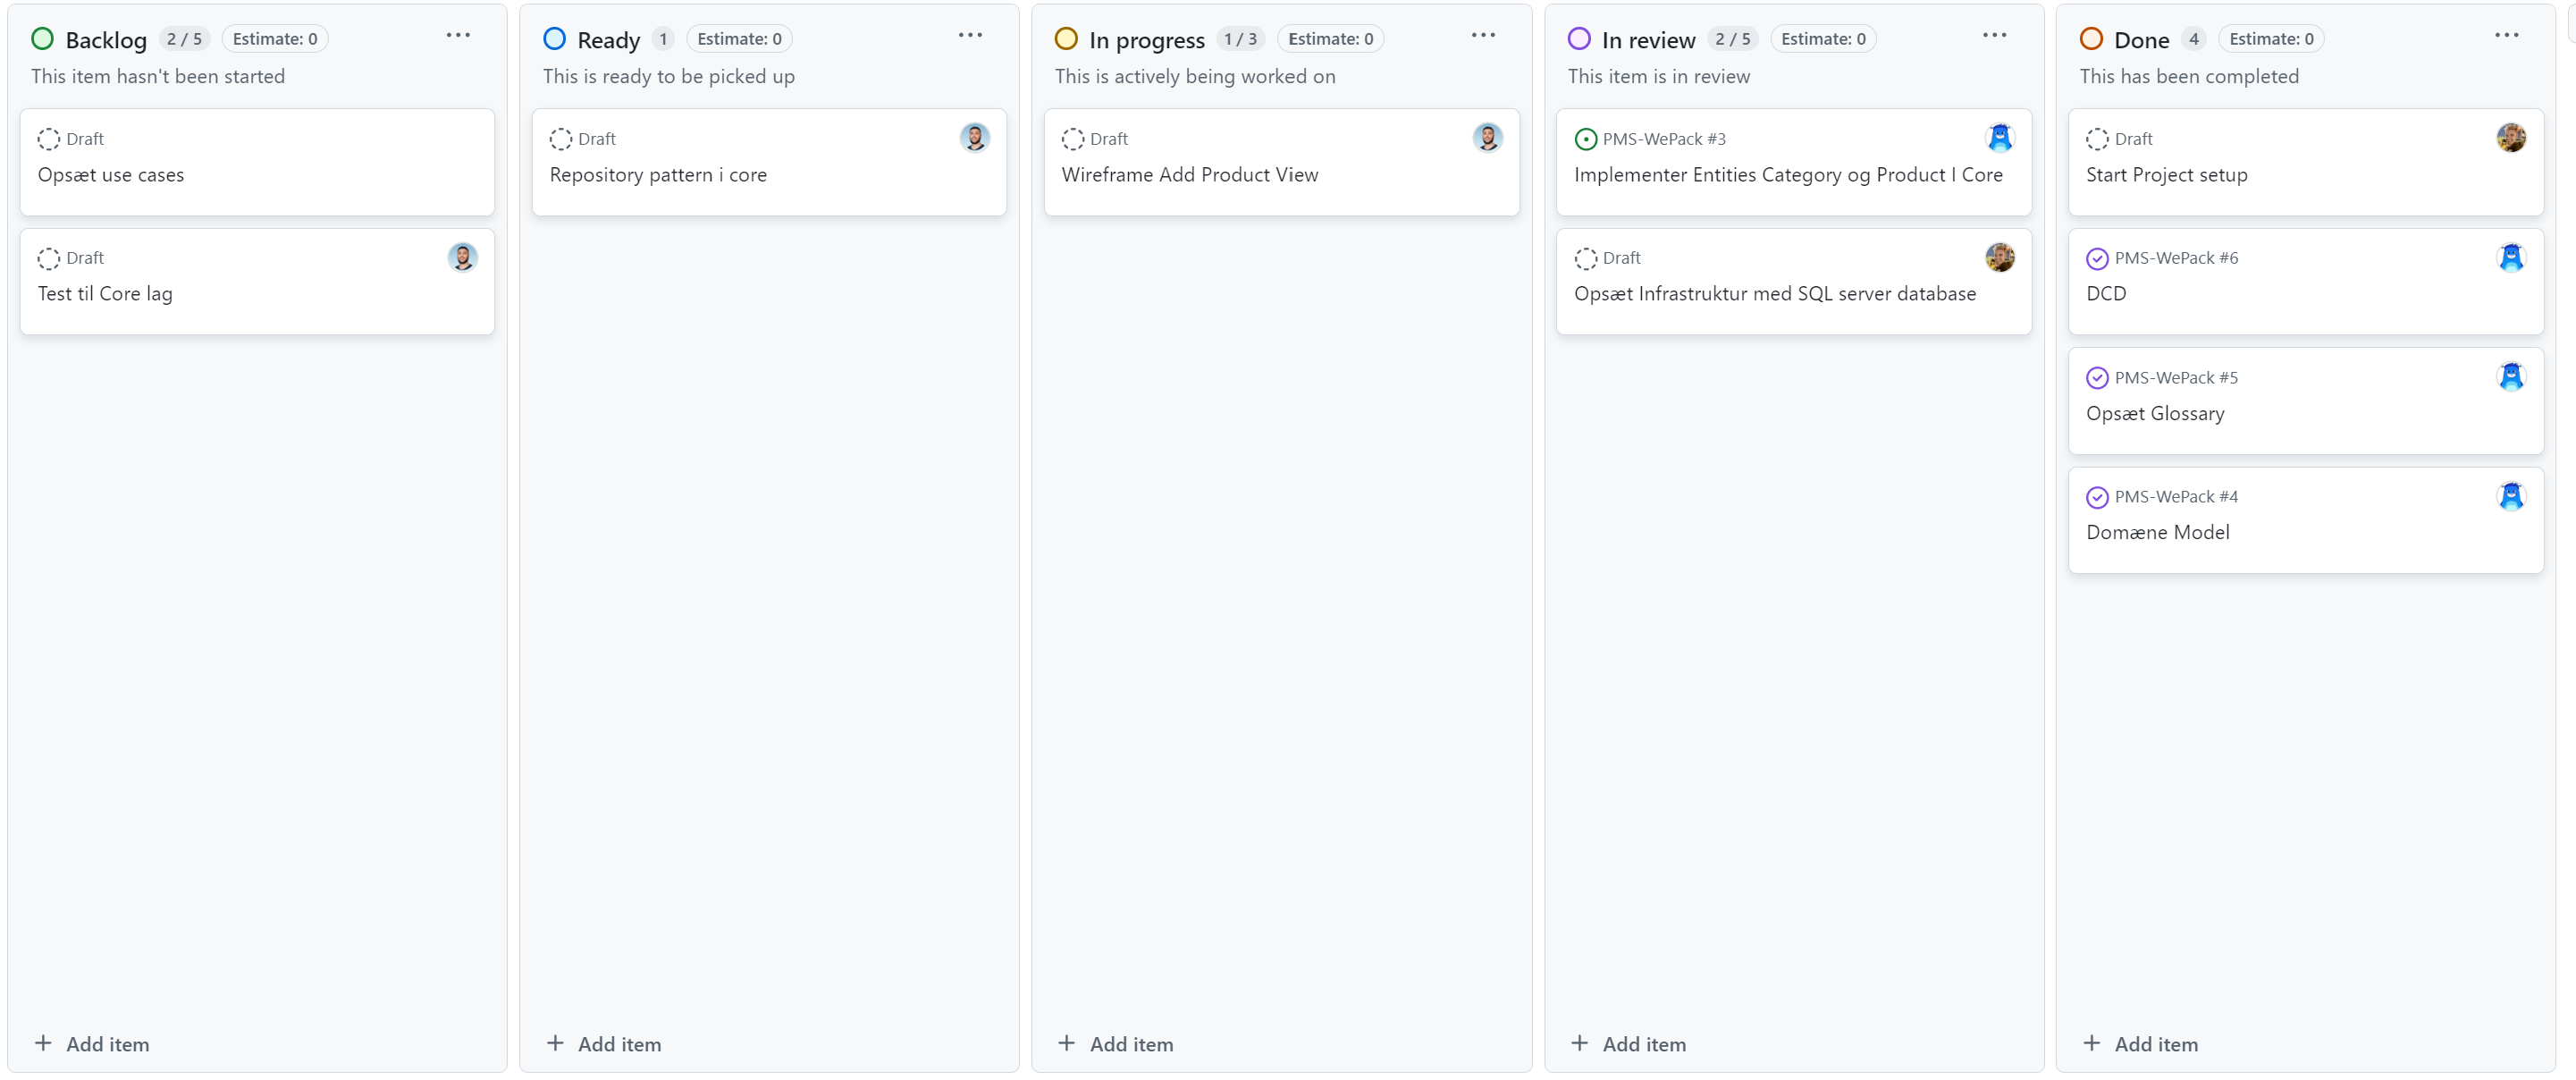 Backlog 2 / 5 Estimate: 0
This item hasn't been started
Draft
Opsæt use cases
Draft
Test til Core lag
+ Add item
Ready 1 Estimate: 0
This is ready to be picked up
Draft
Repository pattern i core
+ Add item
In progress 1 / 3 Estimate: 0
This is actively being worked on
Draft
Wireframe Add Product View
+ Add item
In review 2 / 5 Estimate: 0
This item is in review
PMS-WePack #3
Implementer Entities Category og Product I Core
Draft
Opsæt Infrastruktur med SQL server database
+ Add item
Done 4 Estimate: 0
This has been completed
Draft
Start Project setup
PMS-WePack #6
DCD
PMS-WePack #5
Opsæt Glossary
PMS-WePack #4
Domæne Model
+ Add item